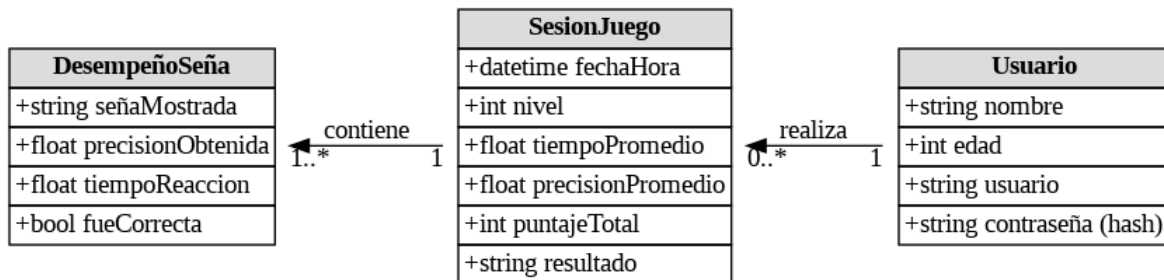 DesempeñoSeña
+string señaMostrada
+float precisionObtenida
+float tiempoReaccion
+bool fueCorrecta
contiene
1..*
1
SesionJuego
+datetime fechaHora
+int nivel
+float tiempoPromedio
+float precisionPromedio
+int puntajeTotal
+string resultado
realiza
0..*
1
Usuario
+string nombre
+int edad
+string usuario
+string contraseña (hash)